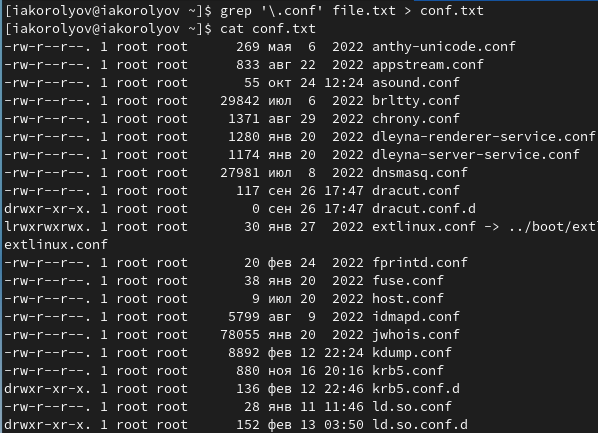 [iakorolyov@iakorolyov ~]$ grep '\.conf' file.txt > conf.txt
[iakorolyov@iakorolyov ~]$ cat conf.txt
-rw-r--r--. 1 root root      269 мая  6  2022 anthy-unicode.conf
-rw-r--r--. 1 root root      833 авг 22  2022 appstream.conf
-rw-r--r--. 1 root root       55 окт 24 12:24 asound.conf
-rw-r--r--. 1 root root    29842 июл  6  2022 brltty.conf
-rw-r--r--. 1 root root     1371 авг 29  2022 chrony.conf
-rw-r--r--. 1 root root     1280 янв 20  2022 dleyna-renderer-service.conf
-rw-r--r--. 1 root root     1174 янв 20  2022 dleyna-server-service.conf
-rw-r--r--. 1 root root    27981 июл  8  2022 dnsmasq.conf
-rw-r--r--. 1 root root      117 сен 26 17:47 dracut.conf
drwxr-xr-x. 1 root root        0 сен 26 17:47 dracut.conf.d
lrwxrwxrwx. 1 root root       30 янв 27  2022 extlinux.conf -> ../boot/extl
extlinux.conf
-rw-r--r--. 1 root root       20 фев 24  2022 fprintd.conf
-rw-r--r--. 1 root root       38 янв 20  2022 fuse.conf
-rw-r--r--. 1 root root        9 июл 20  2022 host.conf
-rw-r--r--. 1 root root     5799 авг  9  2022 idmapd.conf
-rw-r--r--. 1 root root    78055 янв 20  2022 jwhois.conf
-rw-r--r--. 1 root root     8892 фев 12 22:24 kdump.conf
-rw-r--r--. 1 root root      880 ноя 16 20:16 krb5.conf
drwxr-xr-x. 1 root root      136 фев 12 22:46 krb5.conf.d
-rw-r--r--. 1 root root       28 янв 11 11:46 ld.so.conf
drwxr-xr-x. 1 root root      152 фев 13 03:50 ld.so.conf.d